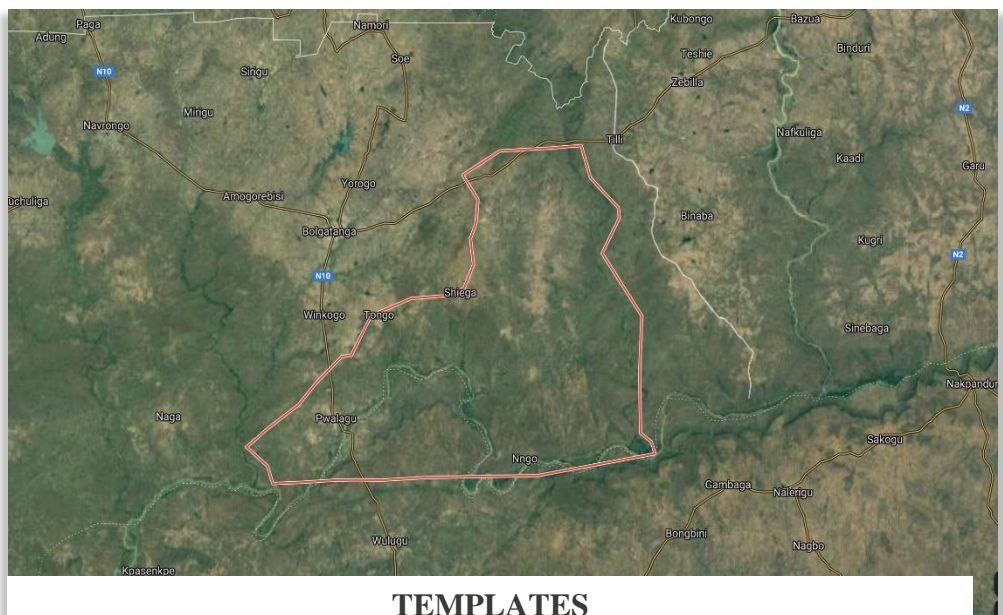 Paga
Namori
Kubongo
Bazua
Adung
Soe
Teshie
Binduri
N10
Sirigu
Zebilla
Mirigu
N2
Navrongo
Tilli
Nafkuliga
Kaadi
Garu
Yorogo
uchuliga
Amogorebisi
Binaba
Bolgatanga
Kugri
N2
N10
Shiega
Winkogo
Tongo
Sinebaga
Nakpandur
Naga
Pwalagu
Sakogu
Nngo
Gambaga
Nalerigu
Wulugu
Bongbini
Nagbo
Kpasenkpe
TEMPLATES